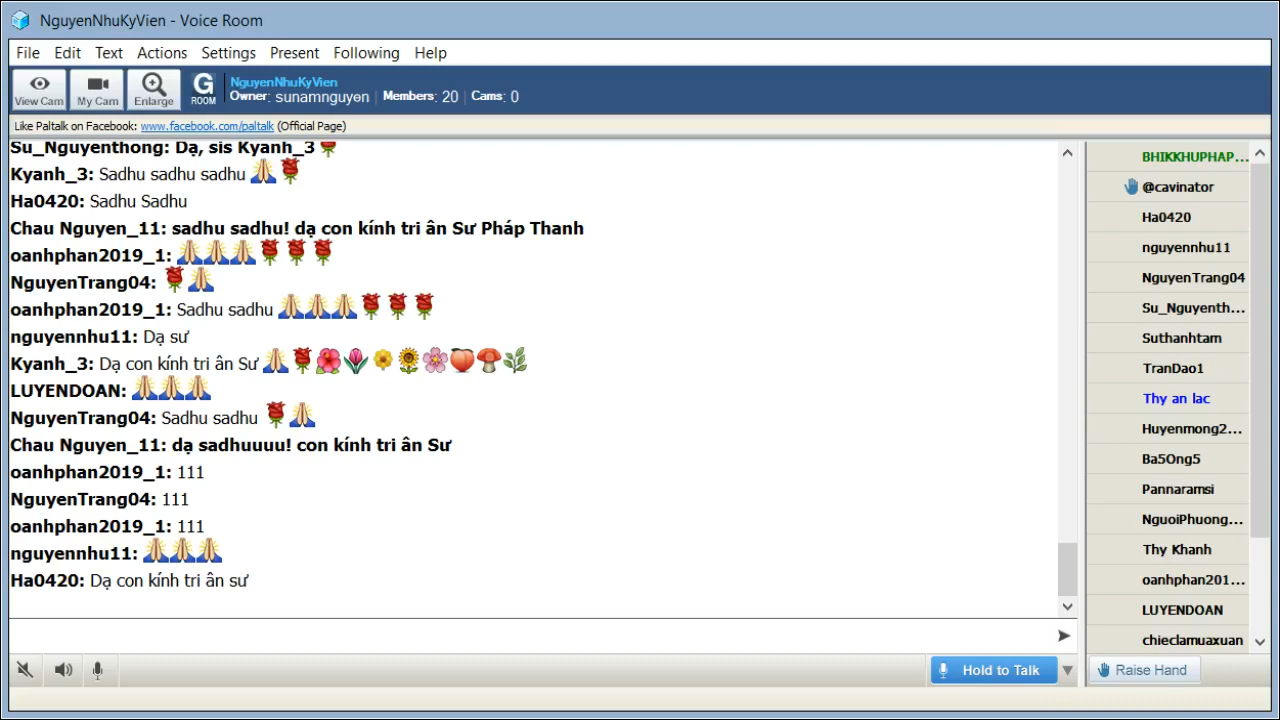 NguyenNhuKyVien - Voice Room
File Edit Text Actions Settings Present Following Help
View Cam
My Cam
Enlarge
G ROOM
NguyenNhuKyVien
Owner: sunamnguyen | Members: 20 | Cams: 0
Like Paltalk on Facebook: www.facebook.com/paltalk (Official Page)
Su_Nguyenthong: Dạ, sis Kyanh_3 🌹
Kyanh_3: Sadhu sadhu sadhu 🙏🌹
Ha0420: Sadhu Sadhu
Chau Nguyen_11: sadhu sadhu! dạ con kính tri ân Sư Pháp Thanh
oanhphan2019_1: 🙏🙏🙏🌹🌹🌹
NguyenTrang04: 🌹🙏
oanhphan2019_1: Sadhu sadhu 🙏🙏🙏🌹🌹🌹
nguyennhu11: Dạ sư
Kyanh_3: Dạ con kính tri ân Sư 🙏🌹🌺🌷🌼🌻🌸🍑🍄🌿
LUYENDOAN: 🙏🙏🙏
NguyenTrang04: Sadhu sadhu 🌹🙏
Chau Nguyen_11: dạ sadhuuuu! con kính tri ân Sư
oanhphan2019_1: 111
NguyenTrang04: 111
oanhphan2019_1: 111
nguyennhu11: 🙏🙏🙏
Ha0420: Dạ con kính tri ân sư
Hold to Talk
BHIKKHUPHAP...
@cavinator
Ha0420
nguyennhu11
NguyenTrang04
Su_Nguyenth...
Suthanhtam
TranDao1
Thy an lac
Huyenmong2...
Ba5Ong5
Pannaramsi
NguoiPhuong...
Thy Khanh
oanhphan201...
LUYENDOAN
chieclamuaxuan
Raise Hand